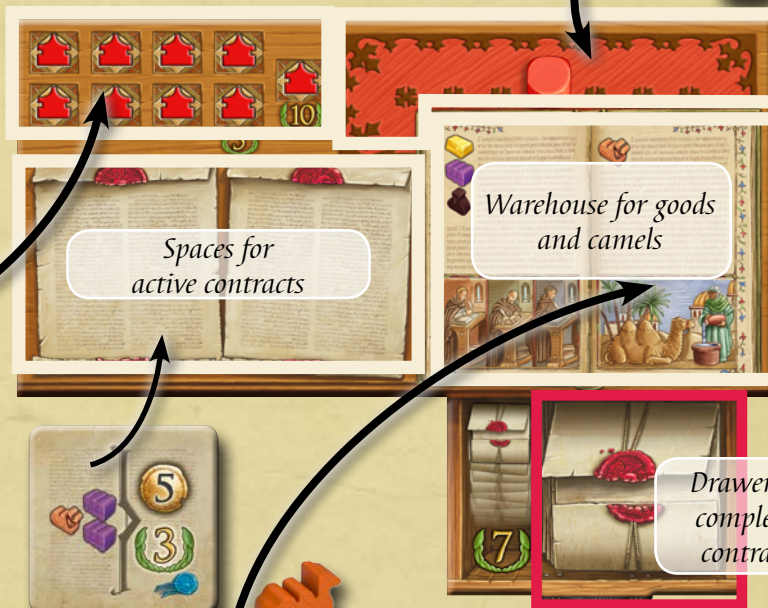 10
Warehouse for goods
and camels
Spaces for
active contracts
5
3
7
Drawer
comple
contra